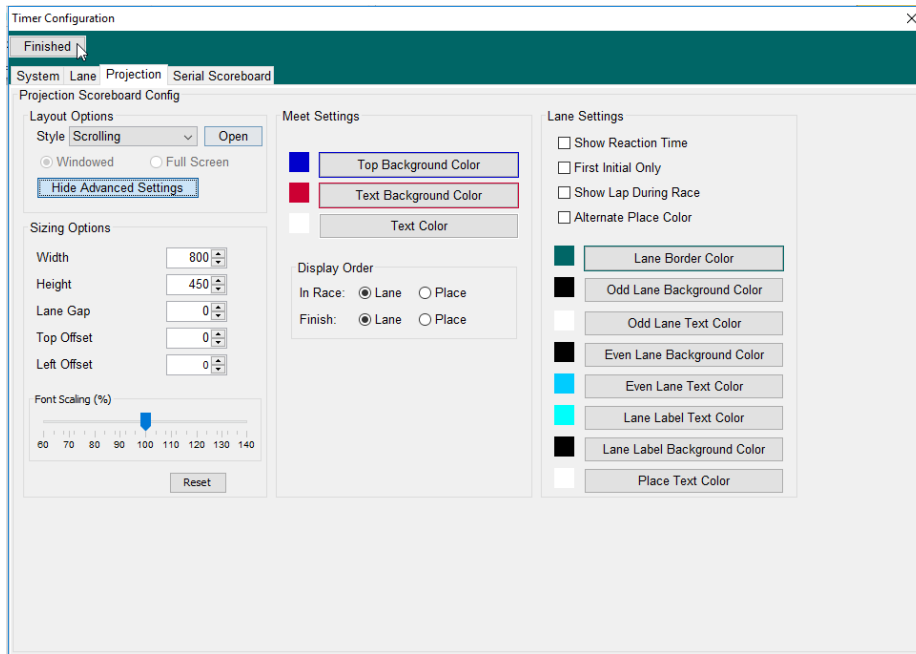 Timer Configuration
Finished
System Lane Projection Serial Scoreboard
Projection Scoreboard Config
Layout Options
Style Scrolling Open
Windowed Full Screen
Hide Advanced Settings
Sizing Options
Width 800
Height 450
Lane Gap 0
Top Offset 0
Left Offset 0
Font Scaling (%)
60 70 80 90 100 110 120 130 140
Reset
Meet Settings
Top Background Color
Text Background Color
Text Color
Display Order
In Race: Lane Place
Finish: Lane Place
Lane Settings
Show Reaction Time
First Initial Only
Show Lap During Race
Alternate Place Color
Lane Border Color
Odd Lane Background Color
Odd Lane Text Color
Even Lane Background Color
Even Lane Text Color
Lane Label Text Color
Lane Label Background Color
Place Text Color